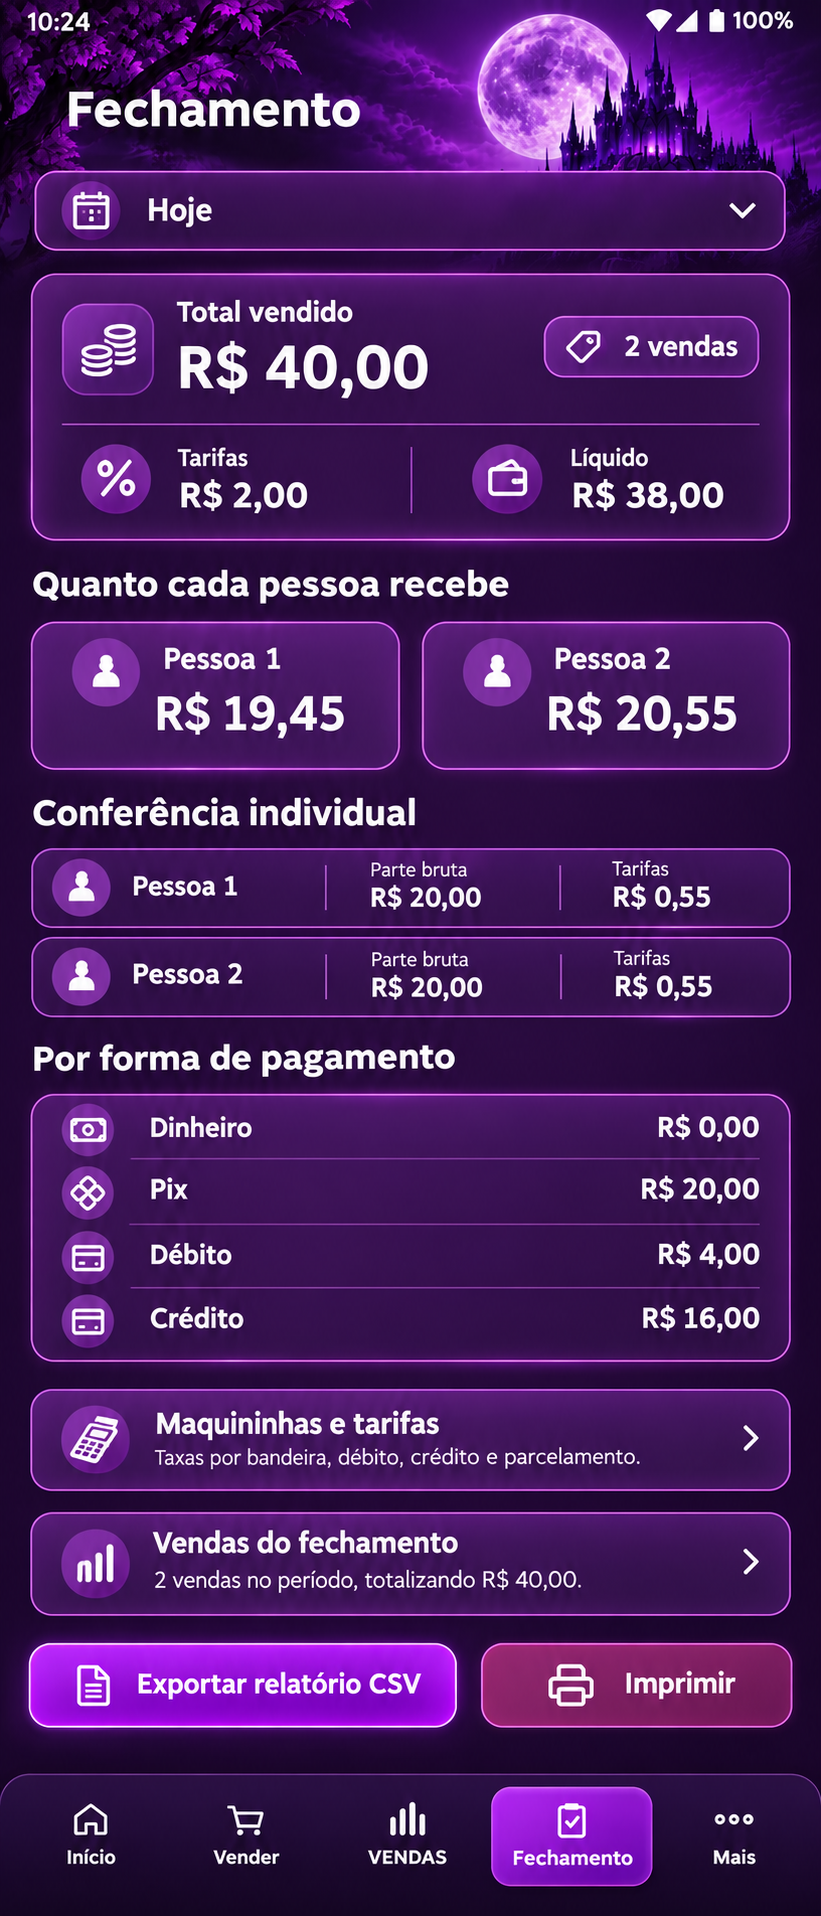 10:24
100%
Fechamento
Hoje
Total vendido
R$ 40,00
2 vendas
Tarifas
R$ 2,00
Líquido
R$ 38,00
Quanto cada pessoa recebe
Pessoa 1
R$ 19,45
Pessoa 2
R$ 20,55
Conferência individual
Pessoa 1
Parte bruta
R$ 20,00
Tarifas
R$ 0,55
Pessoa 2
Parte bruta
R$ 20,00
Tarifas
R$ 0,55
Por forma de pagamento
Dinheiro R$ 0,00
Pix R$ 20,00
Débito R$ 4,00
Crédito R$ 16,00
Maquininhas e tarifas
Taxas por bandeira, débito, crédito e parcelamento.
Vendas do fechamento
2 vendas no período, totalizando R$ 40,00.
Exportar relatório CSV
Imprimir
Início
Vender
VENDAS
Fechamento
Mais